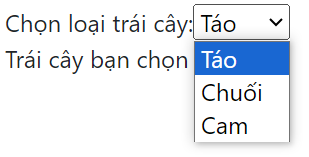 Chọn loại trái cây: Táo
Trái cây bạn chọn Táo
Chuối
Cam